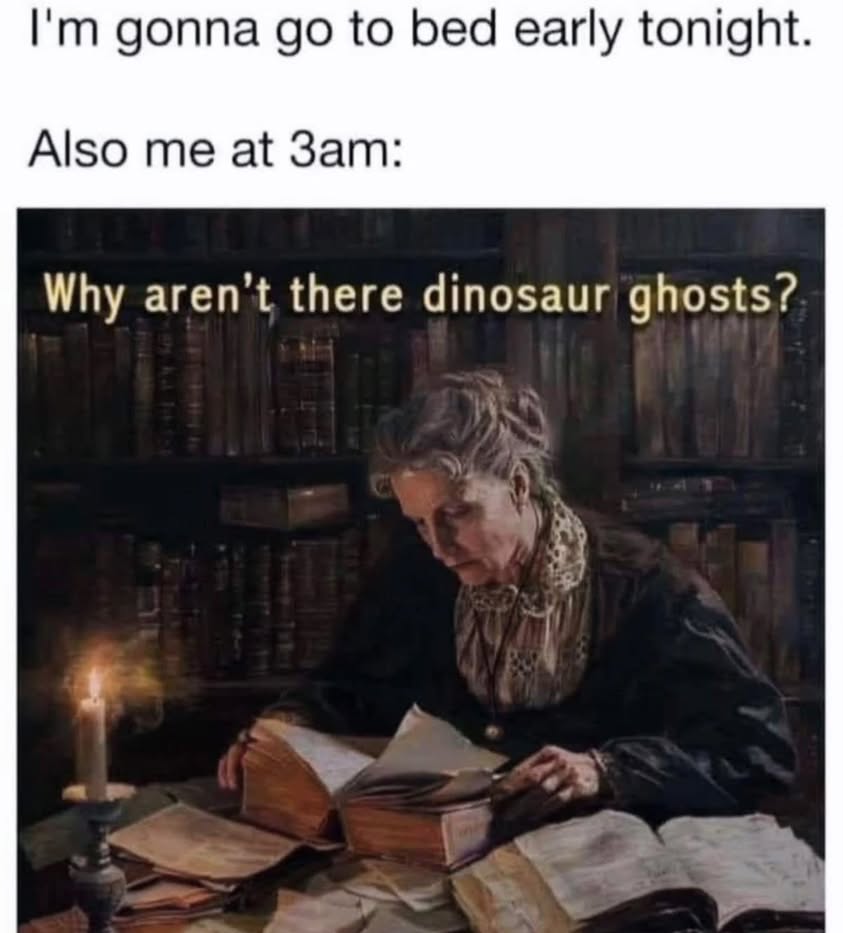 I'm gonna go to bed early tonight.
Also me at 3am:
Why aren't there dinosaur ghosts?